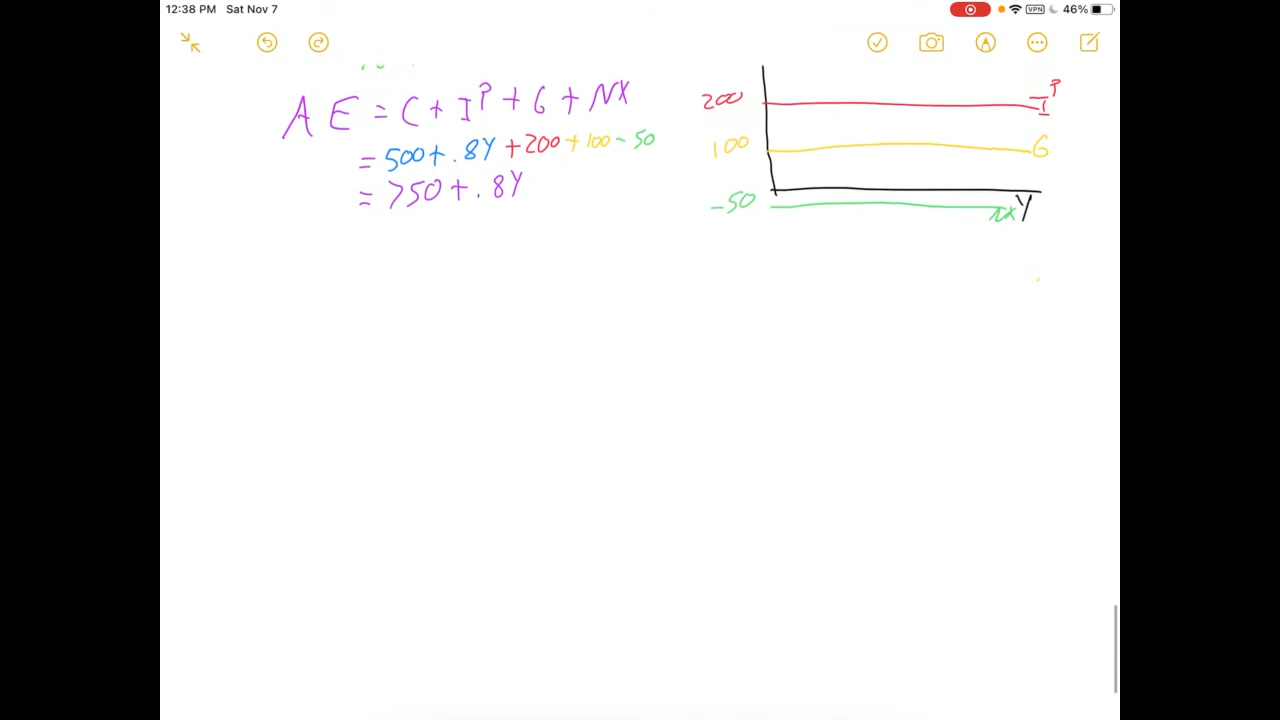 12:38 PM Sat Nov 7
VPN 46%
AE = C + I^P + G + NX
= 500 + .8Y + 200 + 100 - 50
= 750 + .8Y
200 I^P
100 G
-50 NX Y